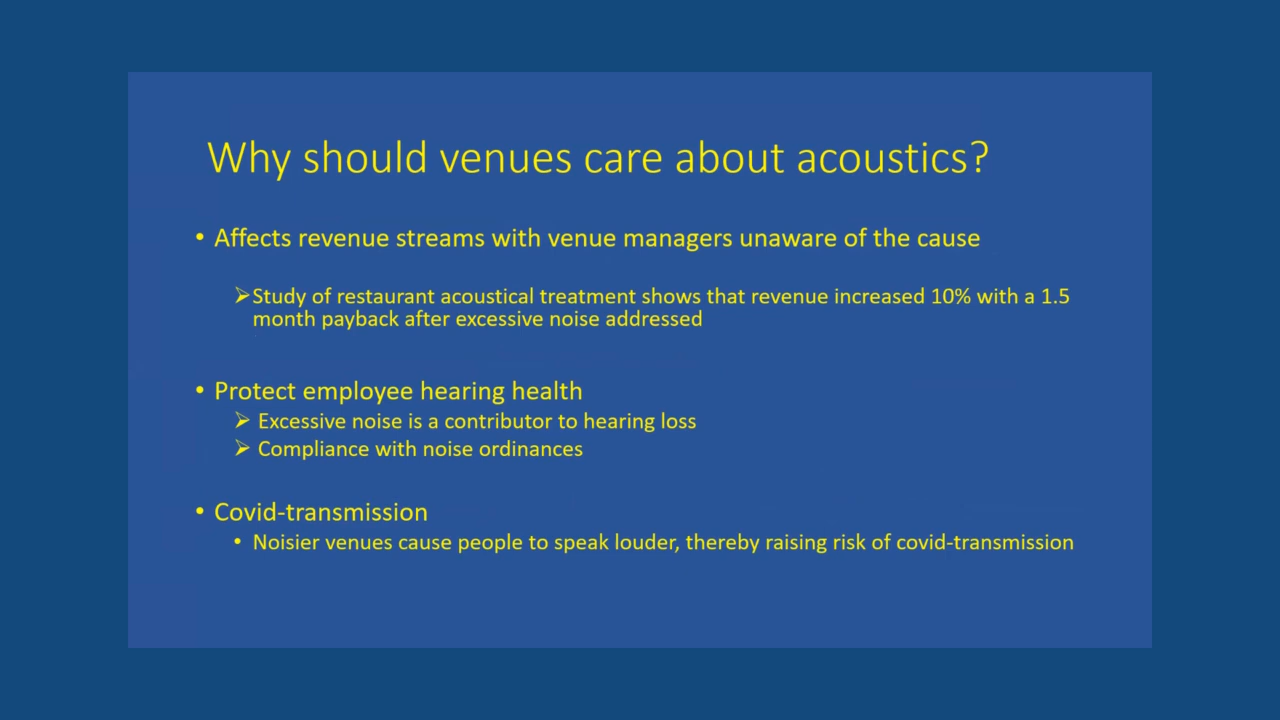 Why should venues care about acoustics?
• Affects revenue streams with venue managers unaware of the cause
➢Study of restaurant acoustical treatment shows that revenue increased 10% with a 1.5
month payback after excessive noise addressed
• Protect employee hearing health
➢ Excessive noise is a contributor to hearing loss
➢ Compliance with noise ordinances
• Covid-transmission
• Noisier venues cause people to speak louder, thereby raising risk of covid-transmission